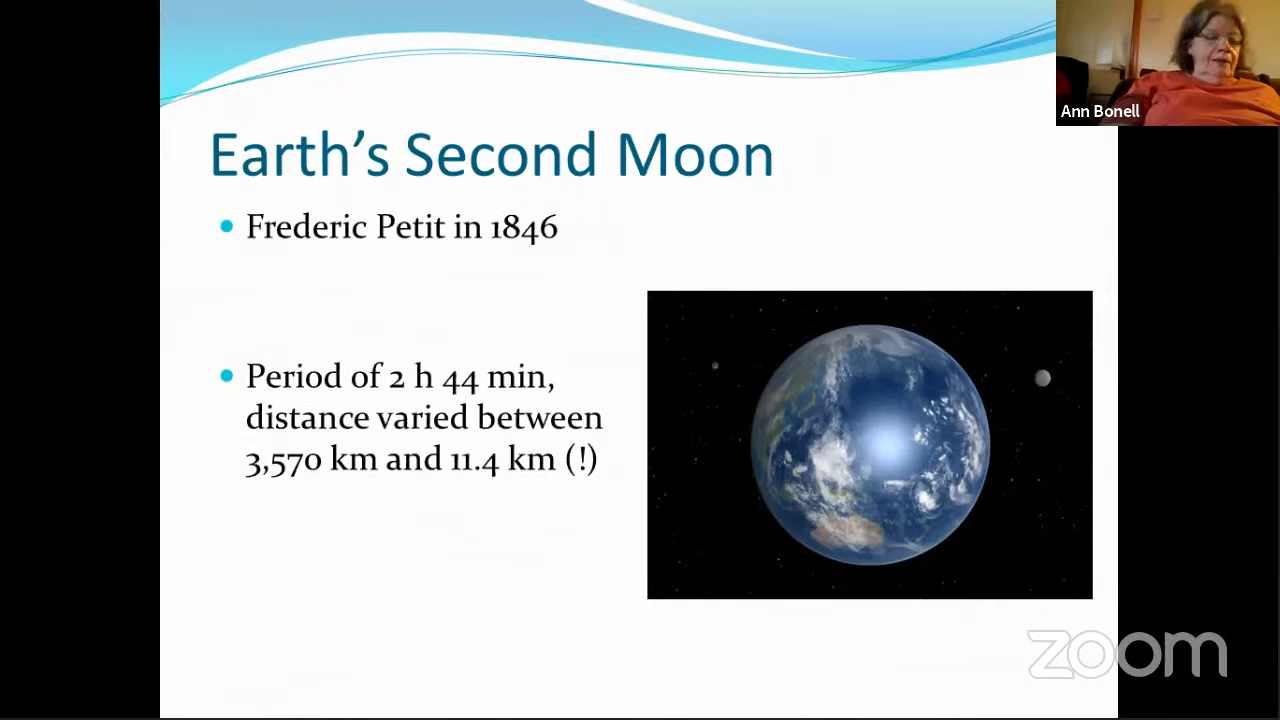 Ann Bonell
Earth's Second Moon
• Frederic Petit in 1846
• Period of 2 h 44 min,
distance varied between
3,570 km and 11.4 km (!)
zoom